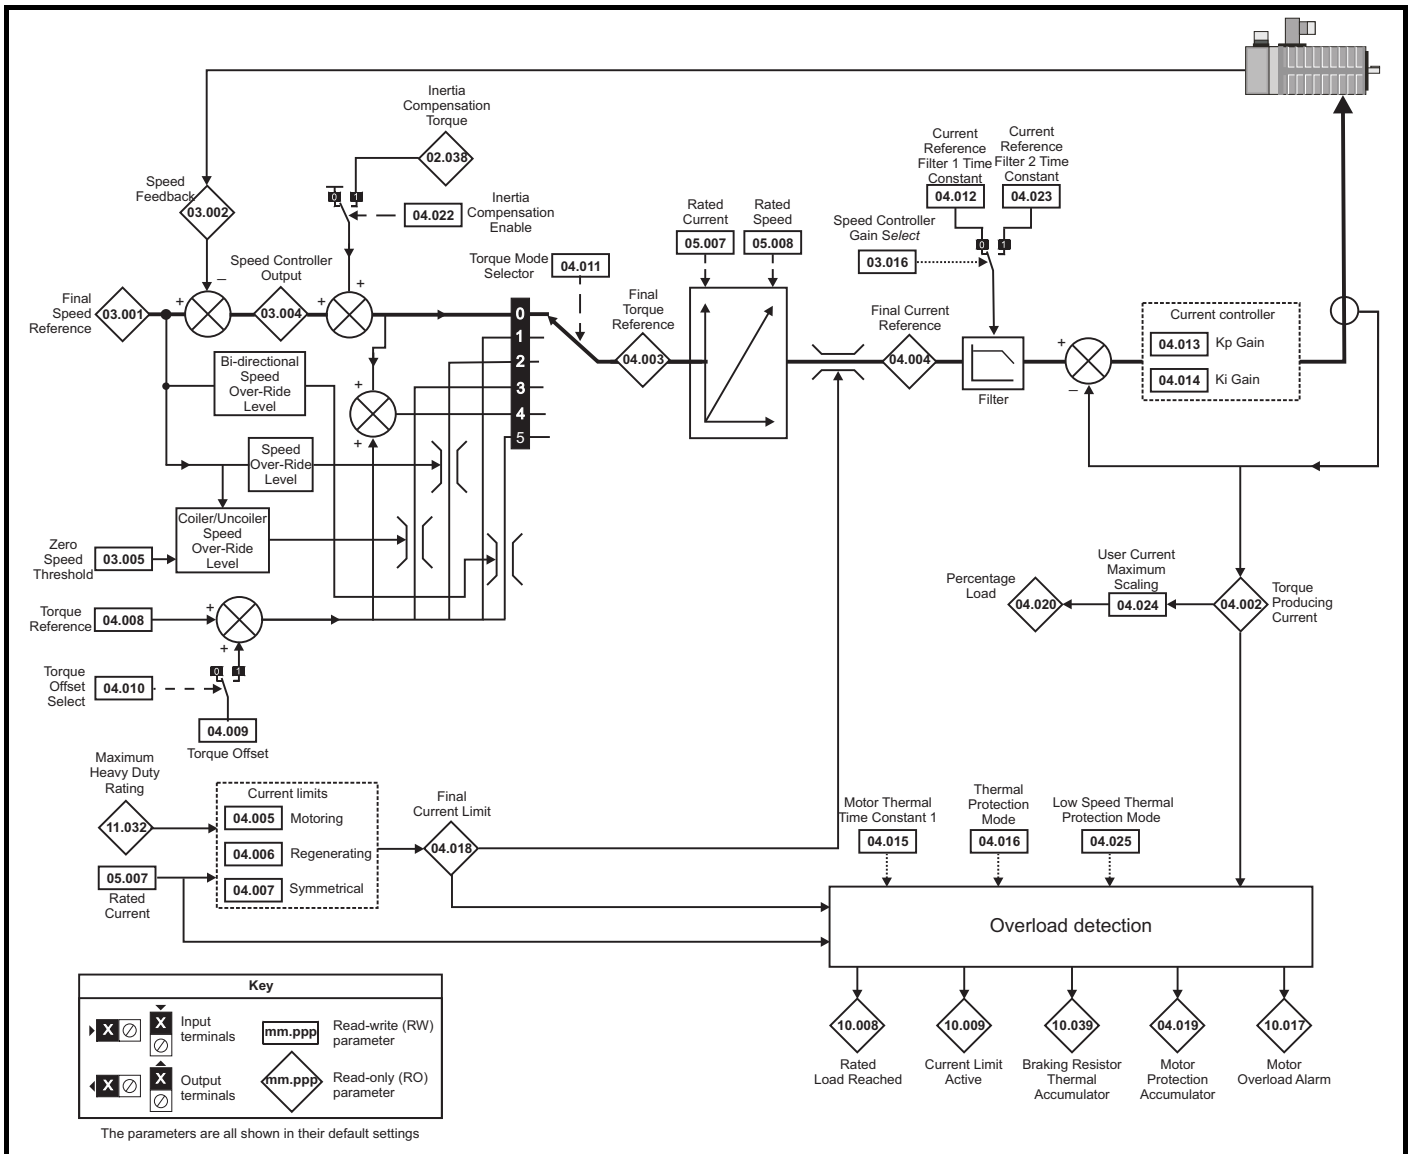 Inertia
Compensation
Torque
02.038
0 1
04.022
Inertia
Compensation
Enable
Speed
Feedback
03.002
Speed Controller
Output
Final
Speed
Reference
03.001
03.004
+
–
+
+
Torque Mode
Selector
04.011
Final
Torque
Reference
04.003
Rated
Current
05.007
Rated
Speed
05.008
Speed Controller
Gain Select
03.016
Current
Reference
Filter 1 Time
Constant
04.012
Current
Reference
Filter 2 Time
Constant
04.023
0 1
Final Current
Reference
04.004
Filter
+
–
Current controller
04.013 Kp Gain
04.014 Ki Gain
0
1
2
3
4
5
Bi-directional
Speed
Over-Ride
Level
+
+
Speed
Over-Ride
Level
Coiler/Uncoiler
Speed
Over-Ride
Level
Zero
Speed
Threshold
03.005
Torque
Reference
04.008
+
+
0 1
Torque
Offset
Select
04.010
04.009
Torque Offset
Percentage
Load
04.020
User Current
Maximum
Scaling
04.024
04.002
Torque
Producing
Current
Maximum
Heavy Duty
Rating
11.032
05.007
Rated
Current
Current limits
04.005 Motoring
04.006 Regenerating
04.007 Symmetrical
Final
Current Limit
04.018
Motor Thermal
Time Constant 1
04.015
Thermal
Protection
Mode
04.016
Low Speed Thermal
Protection Mode
04.025
Overload detection
10.008
Rated
Load Reached
10.009
Current Limit
Active
10.039
Braking Resistor
Thermal
Accumulator
04.019
Motor
Protection
Accumulator
10.017
Motor
Overload Alarm
Key
X
X
Input
terminals
mm.ppp
Read-write (RW)
parameter
X
X
Output
terminals
mm.ppp
Read-only (RO)
parameter
The parameters are all shown in their default settings